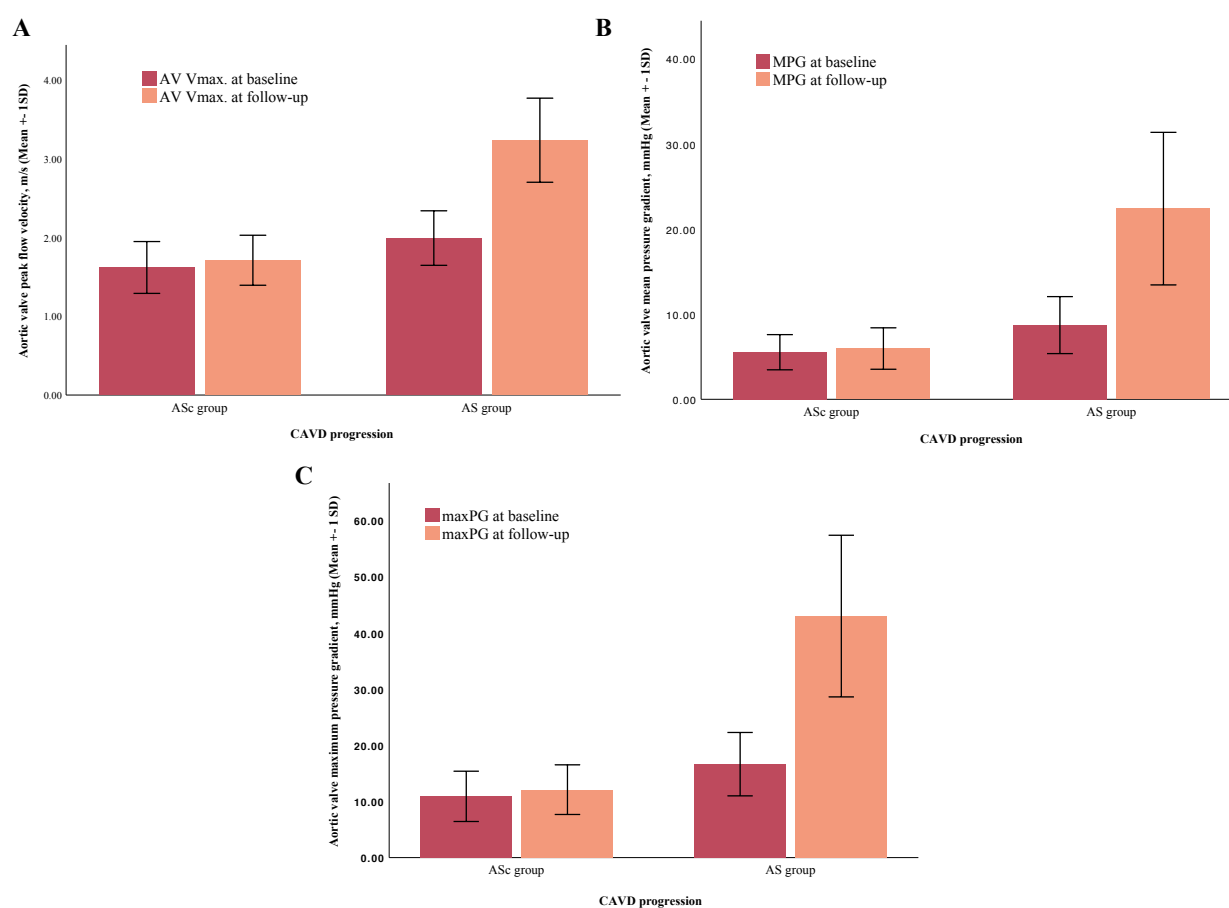 A
Aortic valve peak flow velocity, m/s (Mean +- 1SD)
4.00
3.00
2.00
1.00
0.00
AV Vmax. at baseline
AV Vmax. at follow-up
ASc group
AS group
CAVD progression
B
Aortic valve mean pressure gradient, mmHg (Mean +- 1SD)
40.00
30.00
20.00
10.00
0.00
MPG at baseline
MPG at follow-up
ASc group
AS group
CAVD progression
C
Aortic valve maximum pressure gradient, mmHg (Mean +- 1 SD)
60.00
50.00
40.00
30.00
20.00
10.00
0.00
maxPG at baseline
maxPG at follow-up
ASc group
AS group
CAVD progression